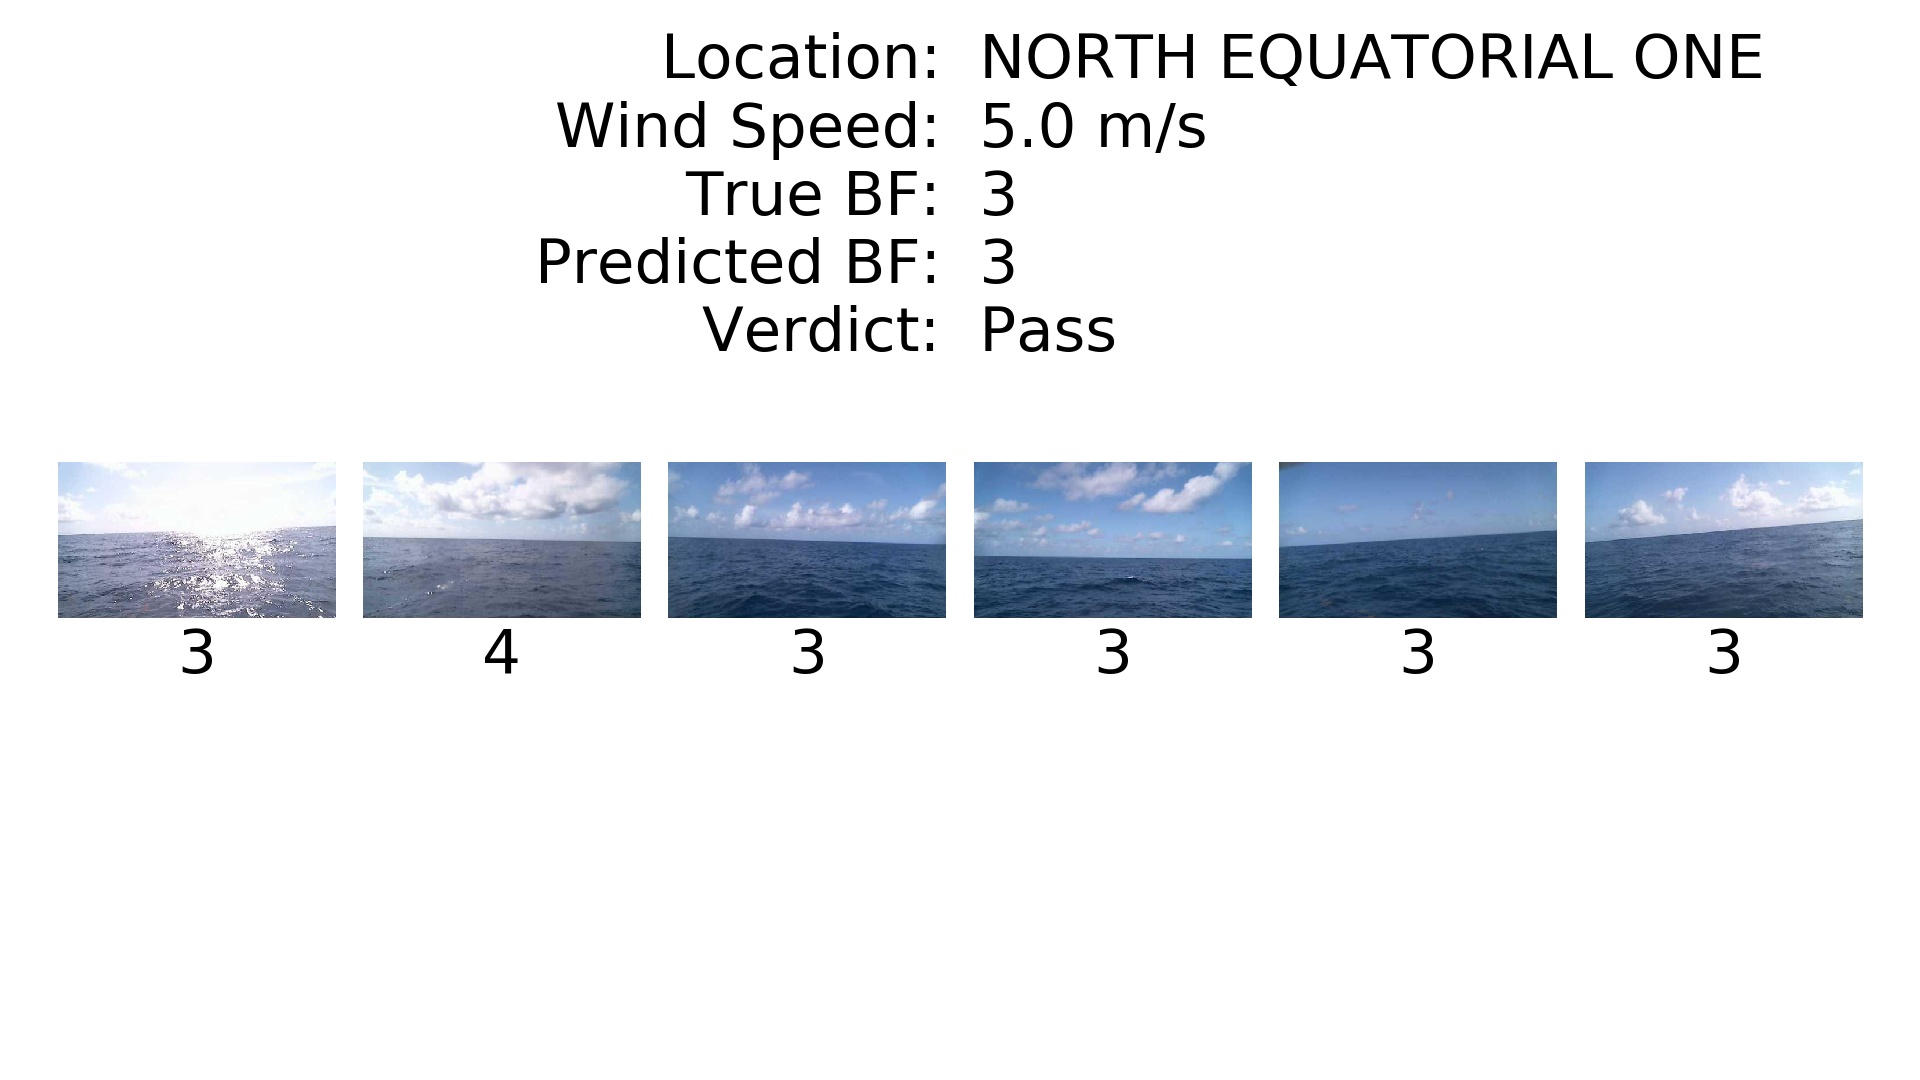 Location: NORTH EQUATORIAL ONE
Wind Speed: 5.0 m/s
True BF: 3
Predicted BF: 3
Verdict: Pass
3 4 3 3 3 3